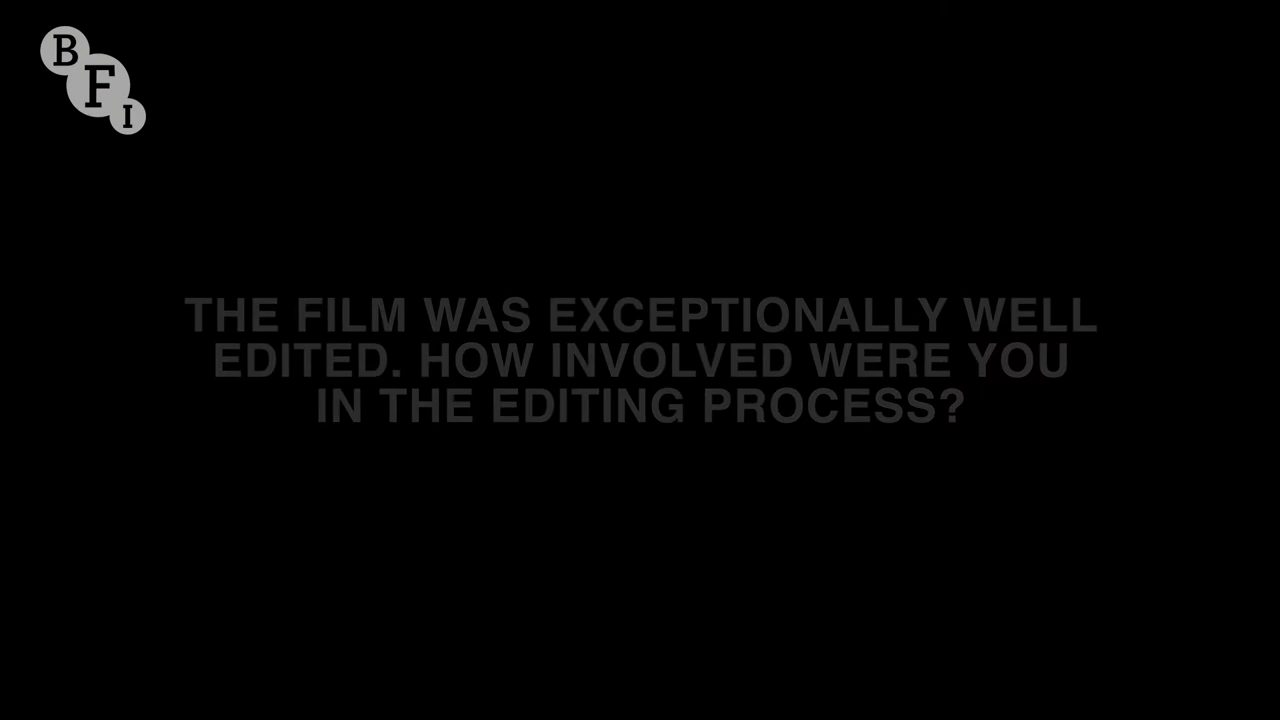 BFI
THE FILM WAS EXCEPTIONALLY WELL
EDITED. HOW INVOLVED WERE YOU
IN THE EDITING PROCESS?